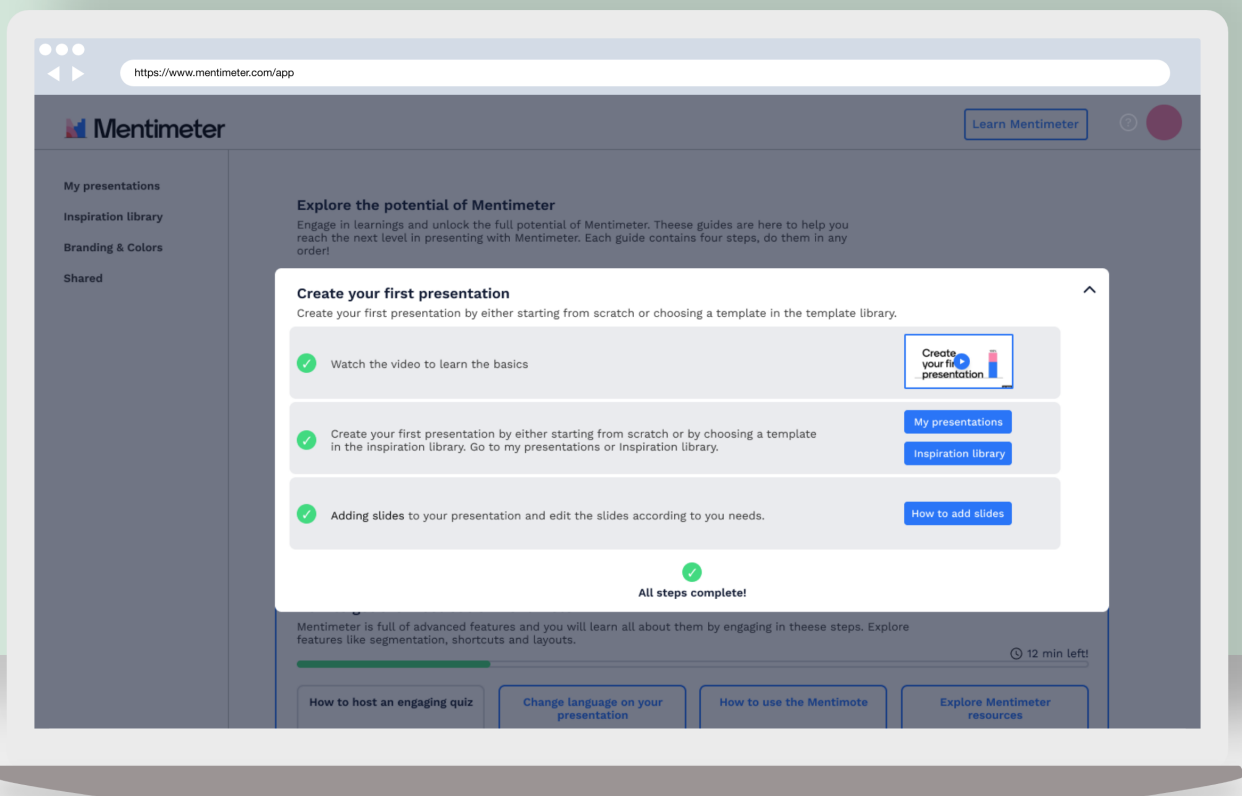 https://www.mentimeter.com/app
Mentimeter
Learn Mentimeter
?
My presentations
Inspiration library
Branding & Colors
Shared
Explore the potential of Mentimeter
Engage in learnings and unlock the full potential of Mentimeter. Theese guides are here to help you
reach the next level in presenting with Mentimeter. Each guide contains four steps, do them in any
order!
Create your first presentation
Create your first presentation by either starting from scratch or choosing a template in the template library.
Watch the video to learn the basics
Create
your fir
presentation
Create your first presentation by either starting from scratch or by choosing a template
in the inspiration library. Go to my presentations or Inspiration library.
My presentations
Inspiration library
Adding slides to your presentation and edit the slides according to you needs.
How to add slides
All steps complete!
Mentimeter is full of advanced features and you will learn all about them by engaging in theese steps. Explore
features like segmentation, shortcuts and layouts.
12 min left!
How to host an engaging quiz
Change language on your
presentation
How to use the Mentimote
Explore Mentimeter
resources